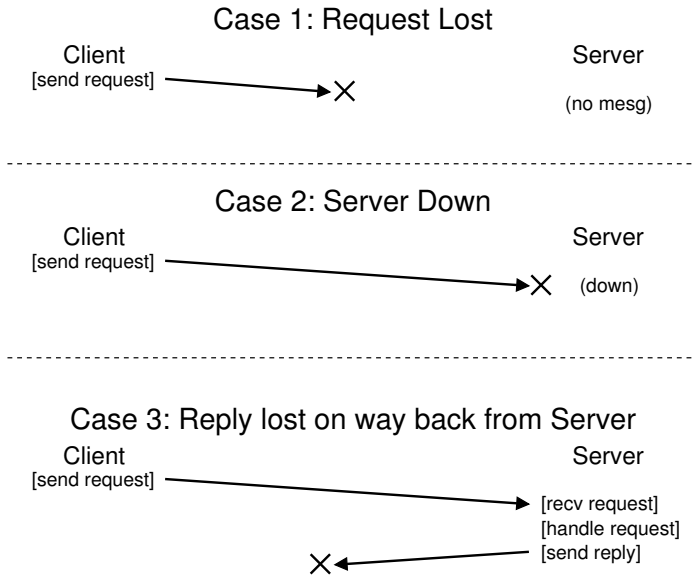 Case 1: Request Lost
Client Server
[send request]
(no mesg)
Case 2: Server Down
Client Server
[send request]
(down)
Case 3: Reply lost on way back from Server
Client Server
[send request]
[recv request]
[handle request]
[send reply]